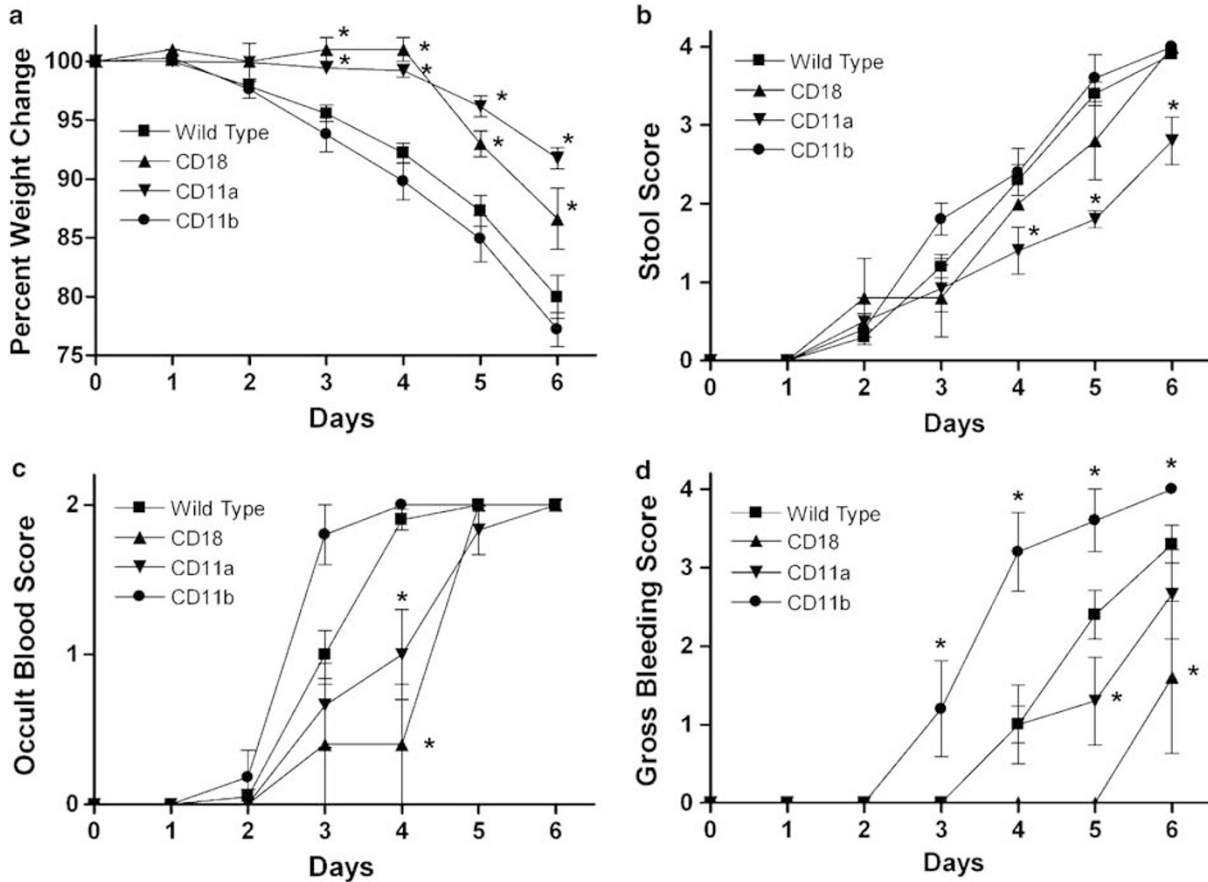 a
Percent Weight Change
100
95
90
85
80
75
Wild Type
CD18
CD11a
CD11b
* * * * * * * *
0 1 2 3 4 5 6
Days
b
Stool Score
4
3
2
1
0
Wild Type
CD18
CD11a
CD11b
* * *
0 1 2 3 4 5 6
Days
c
Occult Blood Score
2
1
0
Wild Type
CD18
CD11a
CD11b
* *
0 1 2 3 4 5 6
Days
d
Gross Bleeding Score
4
3
2
1
0
Wild Type
CD18
CD11a
CD11b
* * * * * *
0 1 2 3 4 5 6
Days